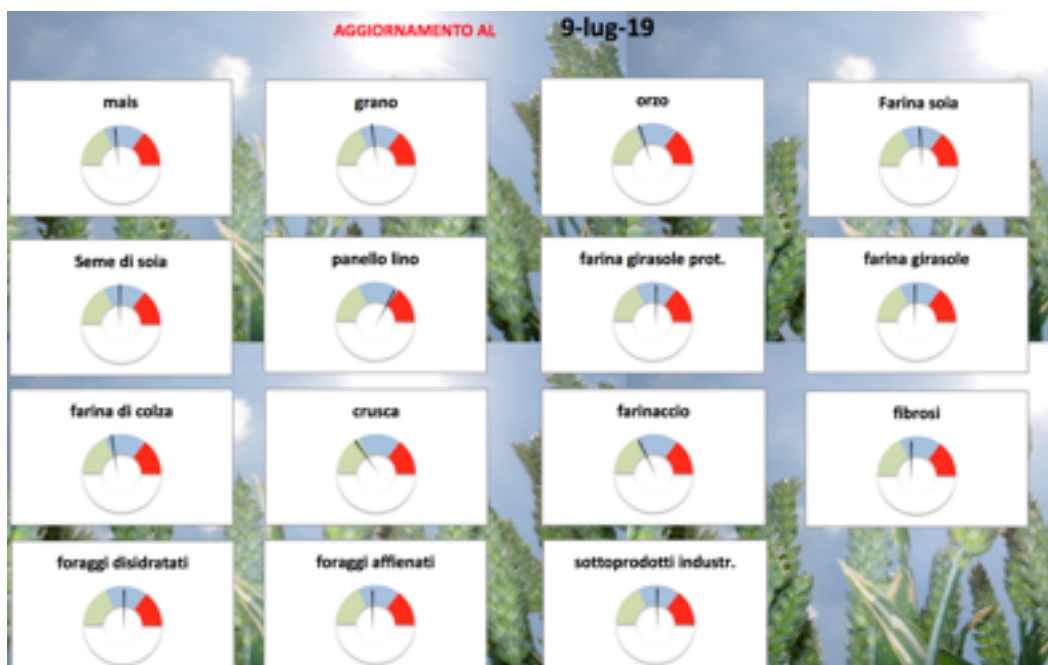 AGGIORNAMENTO AL 9-lug-19
mais
grano
orzo
Farina soia
Seme di soia
panello lino
farina girasole prot.
farina girasole
farina di colza
crusca
farinaccio
fibrosi
foraggi disidratati
foraggi affienati
sottoprodotti industr.